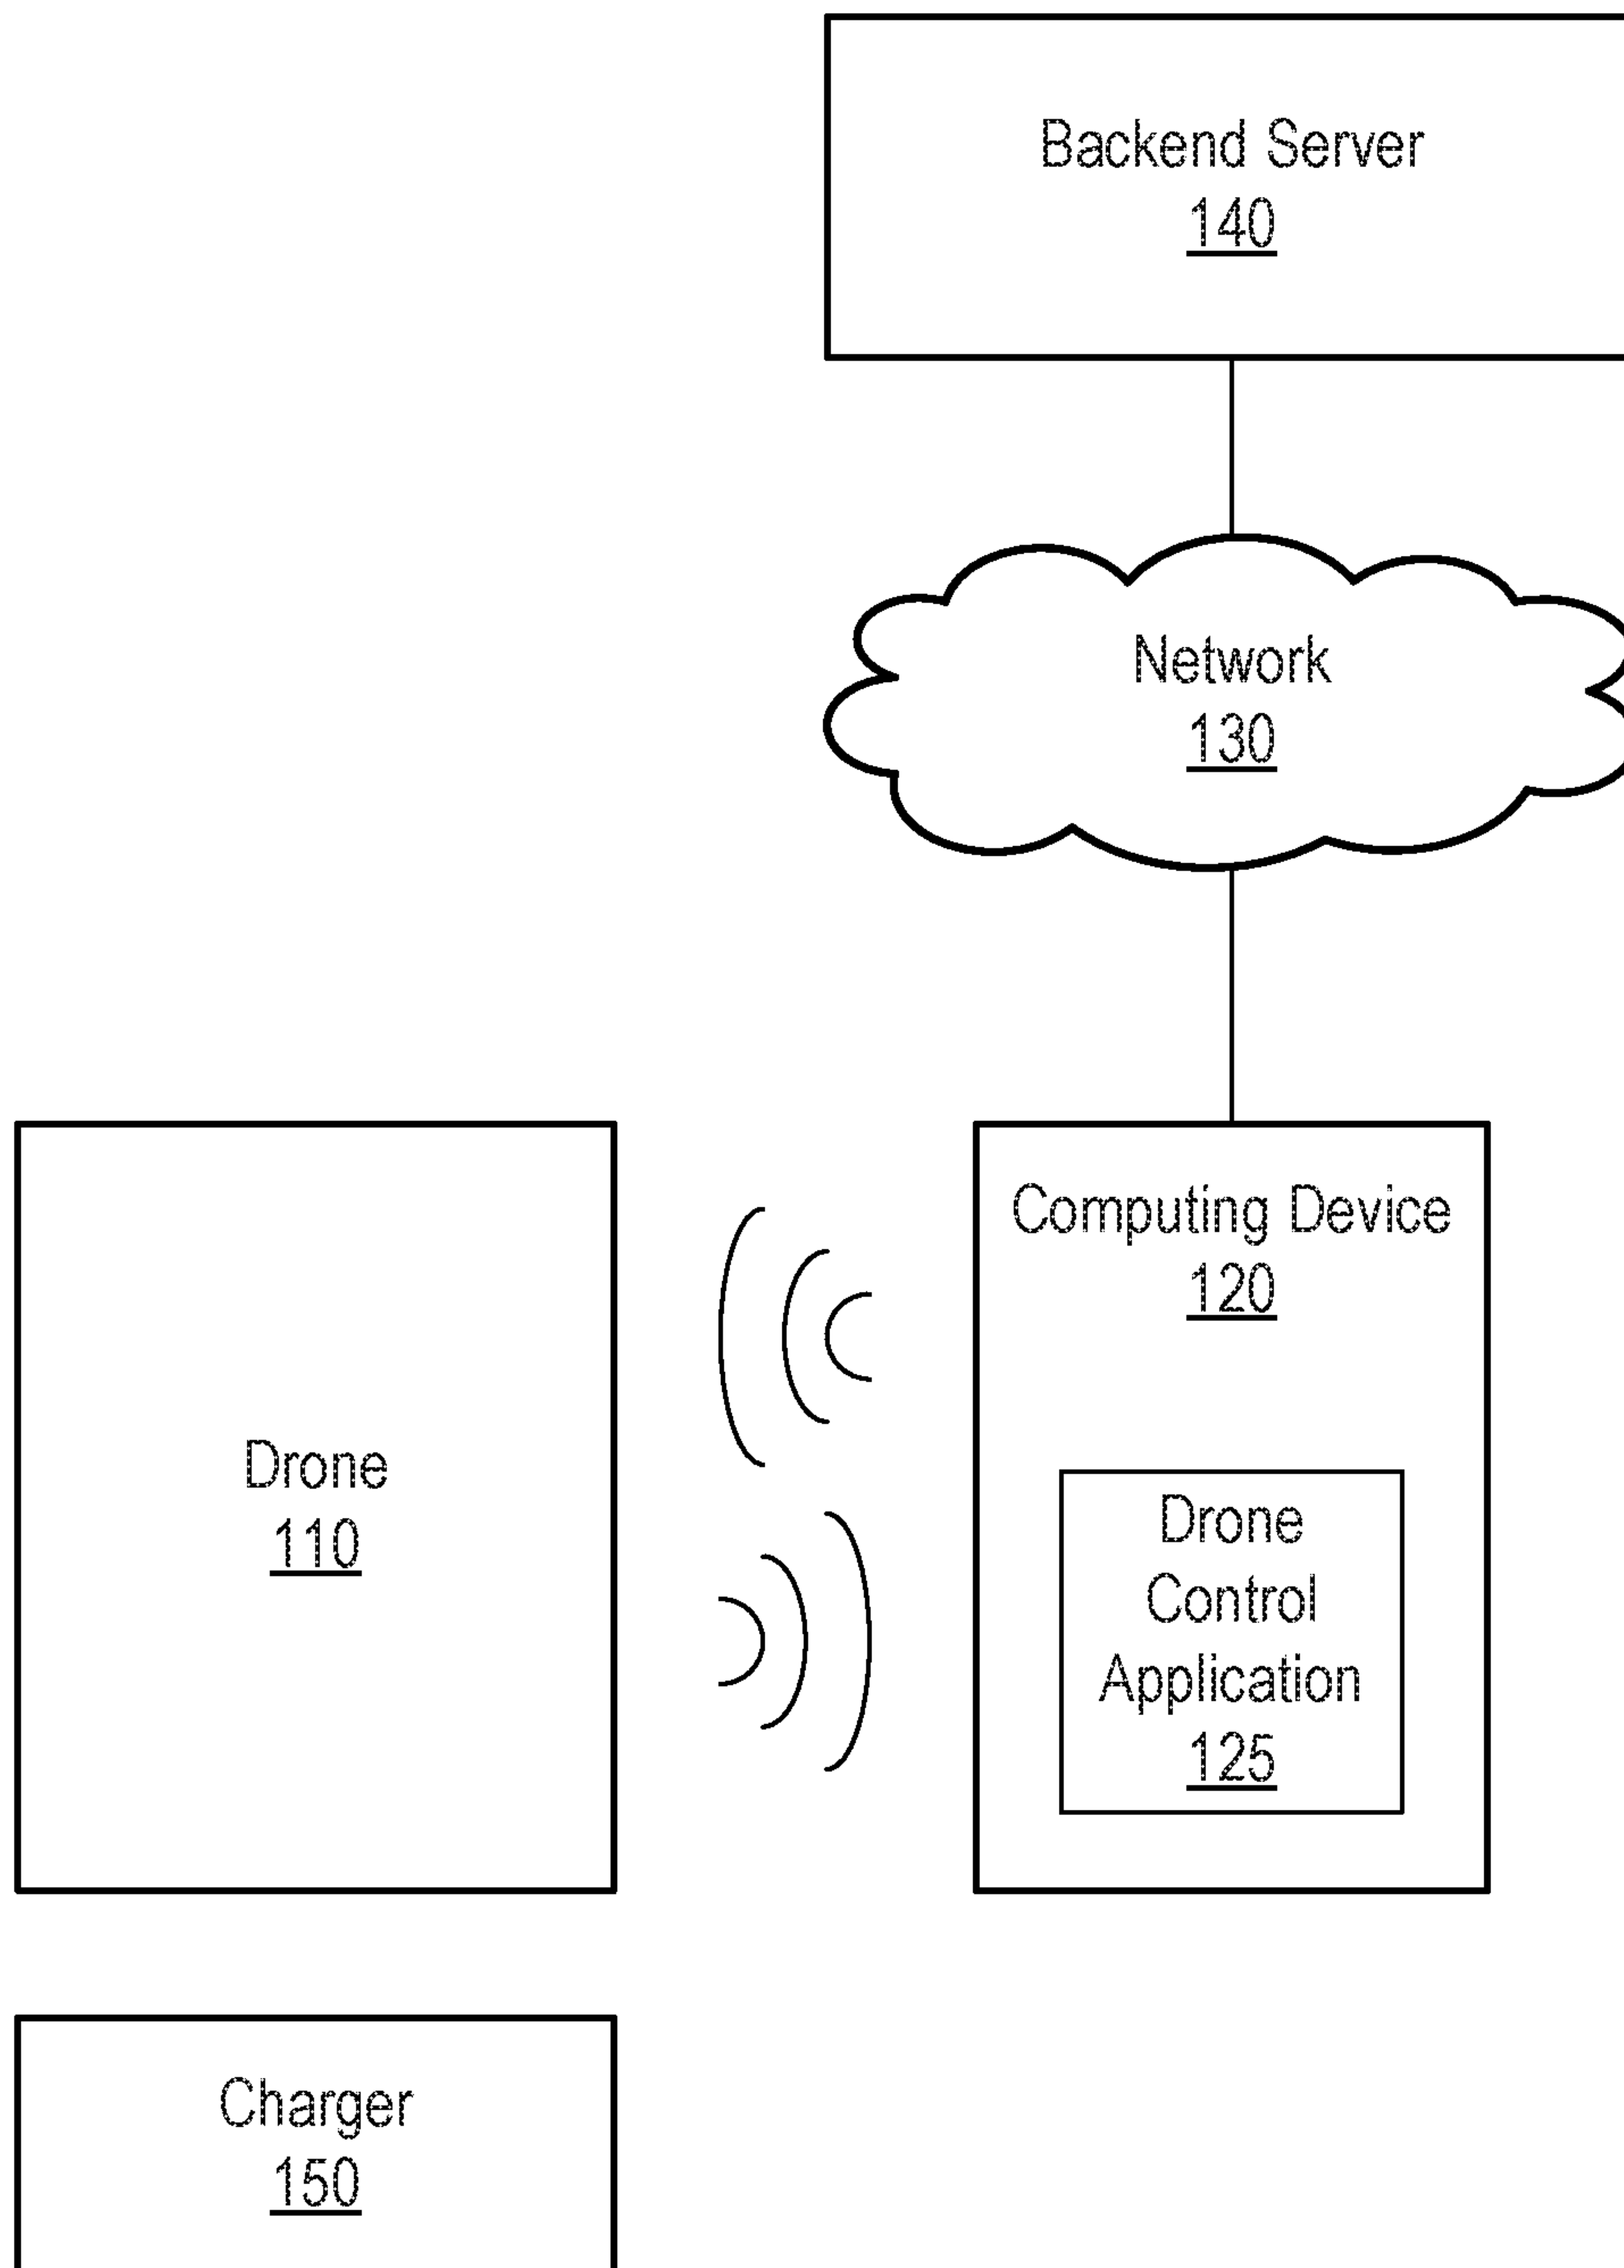 Backend Server
140
Network
130
Computing Device
120
Drone
110
Drone
Control
Application
125
Charger
150